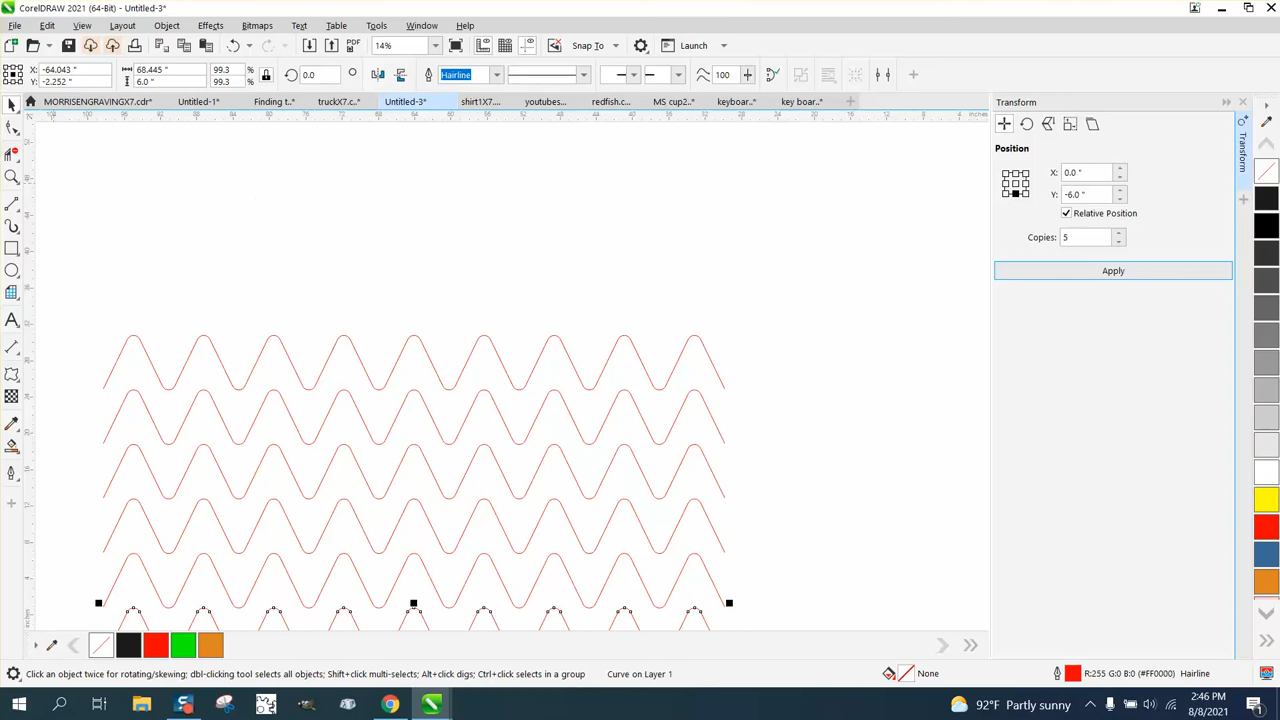 CorelDRAW 2021 (64-Bit) - Untitled-3*
File Edit View Layout Object Effects Bitmaps Text Table Tools Window Help
PDF 14% Snap To Launch
X: -64.043 " 68.445 " 99.3 % 0.0 ° Hairline 100
Y: -2.252 " 6.0 " 99.3 %
MORRISENGRAVINGX7.cdr Untitled-1* Finding t..* truckX7.c..* Untitled-3* shirt1X7.... youtubes... redfish.c... MS cup2..* keyboar..* key boar..*
inches
Transform
Position
X: 0.0 "
Y: -6.0 "
Relative Position
Copies: 5
Apply
Transform
inches
Click an object twice for rotating/skewing; dbl-clicking tool selects all objects; Shift+click multi-selects; Alt+click digs; Ctrl+click selects in a group Curve on Layer 1 None R:255 G:0 B:0 (#FF0000) Hairline
92°F Partly sunny 2:46 PM
8/8/2021